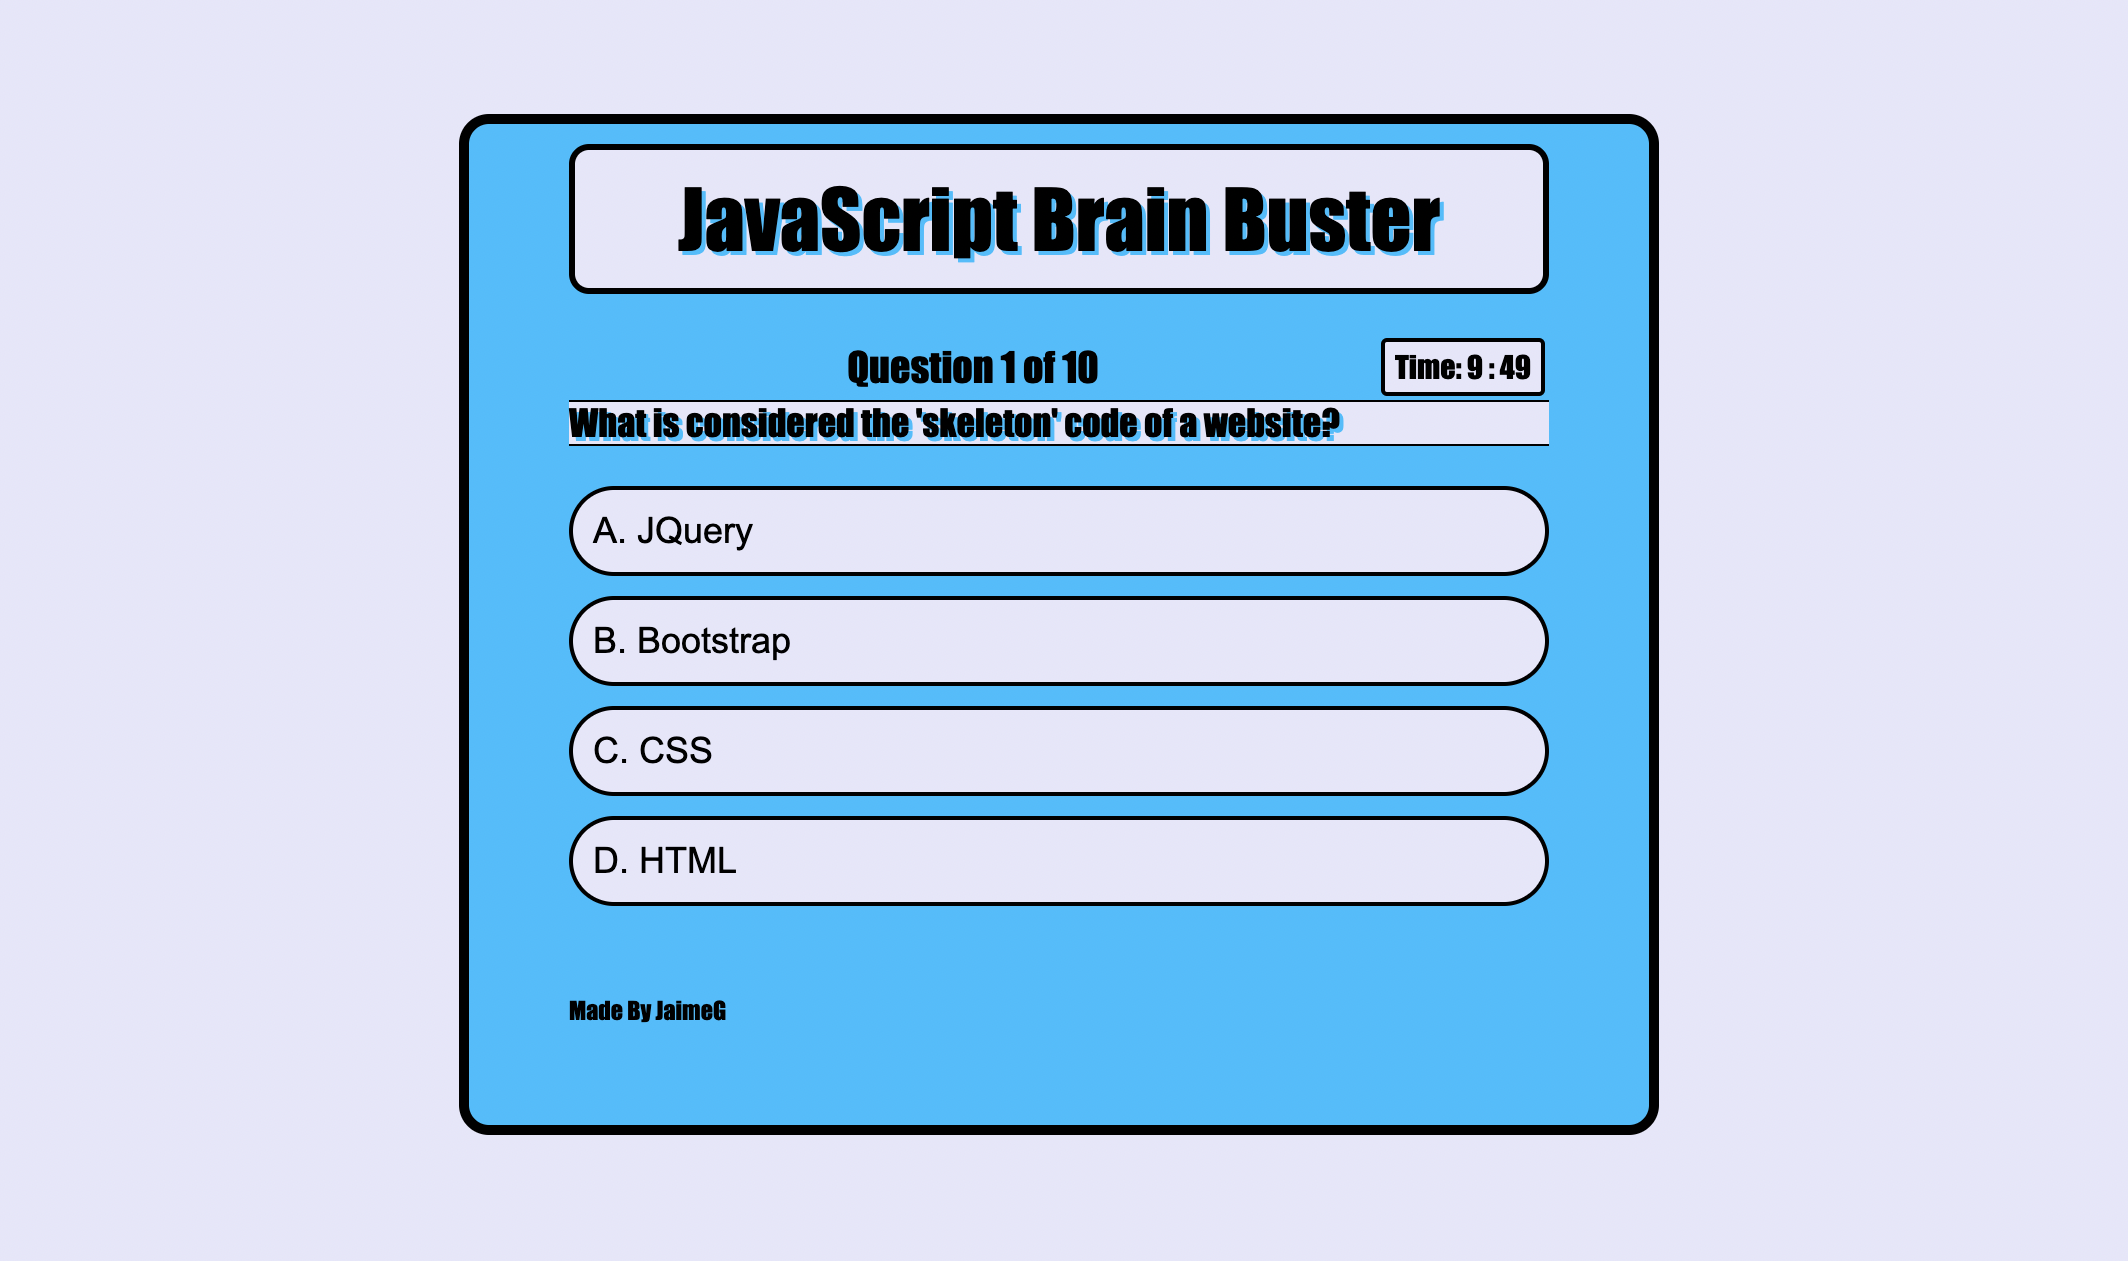 JavaScript Brain Buster
Question 1 of 10
Time: 9 : 49
What is considered the 'skeleton' code of a website?
A. JQuery
B. Bootstrap
C. CSS
D. HTML
Made By JaimeG